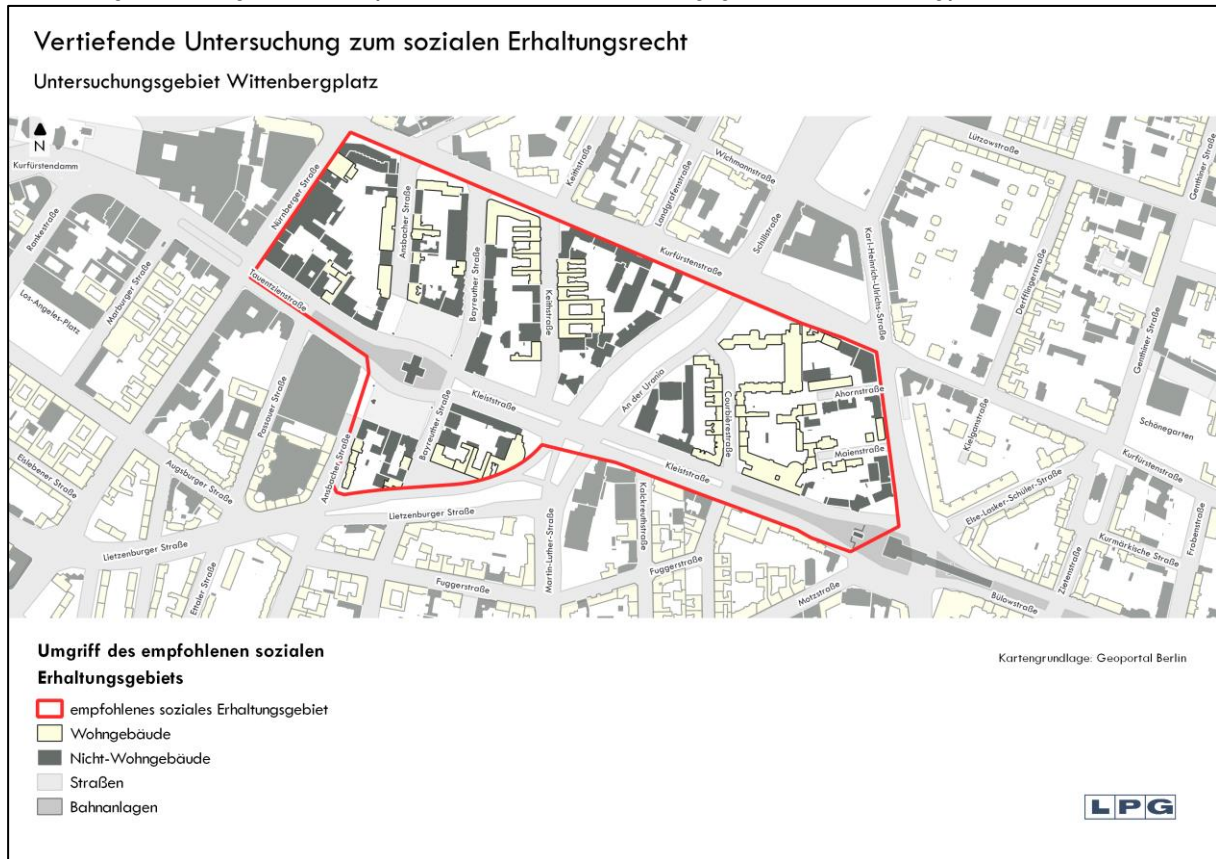 Vertiefende Untersuchung zum sozialen Erhaltungsrecht
Untersuchungsgebiet Wittenbergplatz
N
Kurfürstendamm
Rankestraße
Los-Angeles-Platz
Marburger Straße
Nürnberger Straße
Tauentzienstraße
Ansbacher Straße
Bayreuther Straße
Keithstraße
Keithstraße
Landgrafenstraße
Wichmannstraße
Schillstraße
Kurfürstenstraße
Karl-Heinrich-Ulrichs-Straße
Lützowstraße
Genthiner Straße
Derfflingerstraße
Genthiner Straße
Schönegarten
Kurfürstenstraße
Passauer Straße
Augsburger Straße
Eislebener Straße
Ansbacher Straße
Bayreuther Straße
Kleiststraße
An der Urania
Courbièrestraße
Ahornstraße
Maienstraße
Kleiststraße
Kielganstraße
Else-Lasker-Schüler-Straße
Kurmärkische Straße
Frobenstraße
Zietenstraße
Bülowstraße
Motzstraße
Lietzenburger Straße
Lietzenburger Straße
Ettaler Straße
Fuggerstraße
Martin-Luther-Straße
Kalckreuthstraße
Fuggerstraße
Umgriff des empfohlenen sozialen
Erhaltungsgebiets
empfohlenes soziales Erhaltungsgebiet
Wohngebäude
Nicht-Wohngebäude
Straßen
Bahnanlagen
Kartengrundlage: Geoportal Berlin
LPG